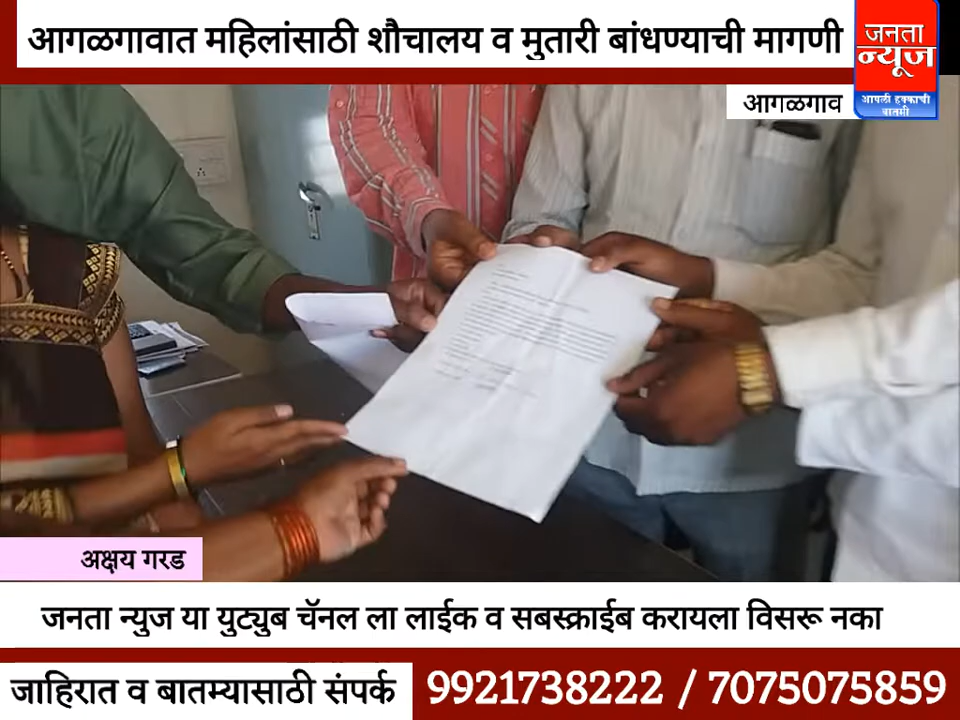 आगळगावात महिलांसाठी शौचालय व मुतारी बांधण्याची मागणी
जनता
न्यूज
आपली हक्काची
बातमी
आगळगाव
अक्षय गरड
जनता न्युज या युट्युब चॅनल ला लाईक व सबस्क्राईब करायला विसरू नका
जाहिरात व बातम्यासाठी संपर्क
9921738222 / 7075075859